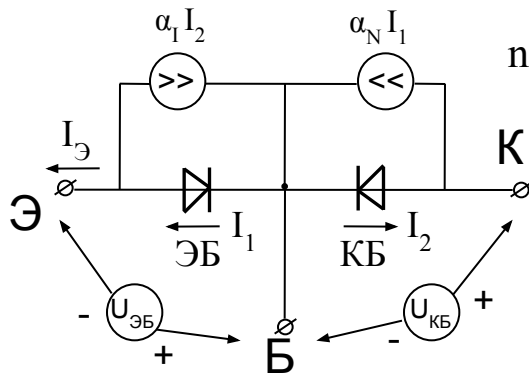 α_I I_2 α_N I_1 n
>> <<
I_Э К
Э ЭБ I_1 КБ I_2
- U_ЭБ + U_КБ + -
Б